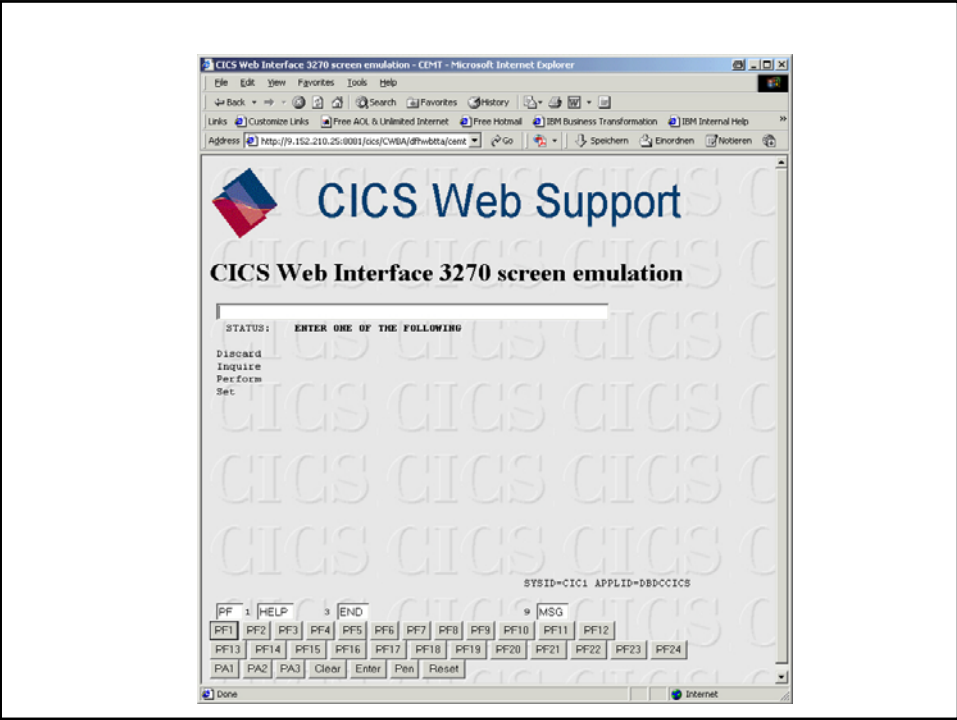 CICS Web Interface 3270 screen emulation - CEMT - Microsoft Internet Explorer
File Edit View Favorites Tools Help
Back Search Favorites History
Links Customize Links Free AOL & Unlimited Internet Free Hotmail IBM Business Transformation IBM Internal Help »
Address http://9.152.210.25:8081/cics/CWBA/dfhwbtta/cemt Go Speichern Einordnen Notieren
CICS Web Support
CICS Web Interface 3270 screen emulation
STATUS: ENTER ONE OF THE FOLLOWING
Discard
Inquire
Perform
Set
SYSID=CIC1 APPLID=DBDCCICS
PF 1 HELP 3 END 9 MSG
PF1 PF2 PF3 PF4 PF5 PF6 PF7 PF8 PF9 PF10 PF11 PF12
PF13 PF14 PF15 PF16 PF17 PF18 PF19 PF20 PF21 PF22 PF23 PF24
PA1 PA2 PA3 Clear Enter Pen Reset
Done Internet